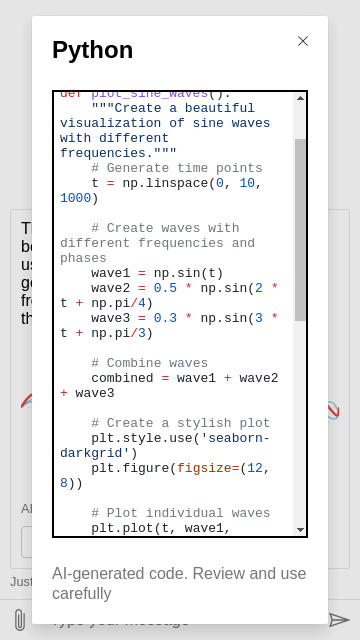 Python
def plot_sine_waves():
"""Create a beautiful
visualization of sine waves
with different
frequencies."""
# Generate time points
t = np.linspace(0, 10,
1000)
# Create waves with
different frequencies and
phases
wave1 = np.sin(t)
wave2 = 0.5 * np.sin(2 *
t + np.pi/4)
wave3 = 0.3 * np.sin(3 *
t + np.pi/3)
# Combine waves
combined = wave1 + wave2
+ wave3
# Create a stylish plot
plt.style.use('seaborn-
darkgrid')
plt.figure(figsize=(12,
8))
# Plot individual waves
plt.plot(t, wave1,
AI-generated code. Review and use
carefully
Just
Type your message